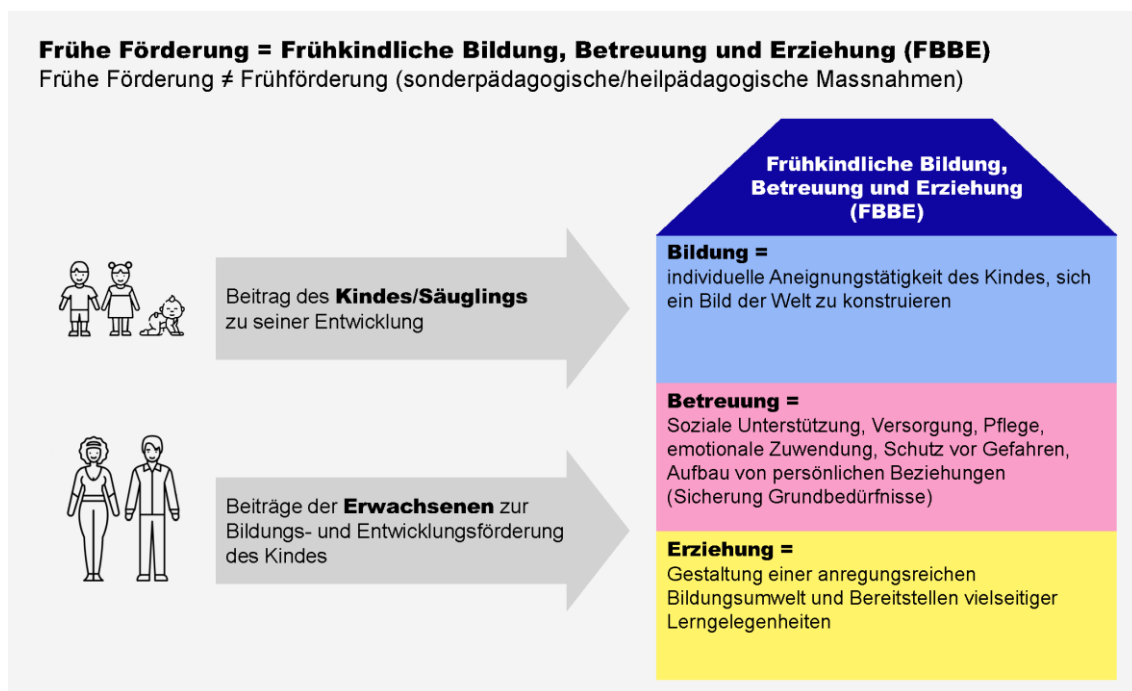 Frühe Förderung = Frühkindliche Bildung, Betreuung und Erziehung (FBBE)
Frühe Förderung ≠ Frühförderung (sonderpädagogische/heilpädagogische Massnahmen)
Beitrag des Kindes/Säuglings
zu seiner Entwicklung
Beiträge der Erwachsenen zur
Bildungs- und Entwicklungsförderung
des Kindes
Frühkindliche Bildung,
Betreuung und Erziehung
(FBBE)
Bildung =
individuelle Aneignungstätigkeit des Kindes, sich
ein Bild der Welt zu konstruieren
Betreuung =
Soziale Unterstützung, Versorgung, Pflege,
emotionale Zuwendung, Schutz vor Gefahren,
Aufbau von persönlichen Beziehungen
(Sicherung Grundbedürfnisse)
Erziehung =
Gestaltung einer anregungsreichen
Bildungsumwelt und Bereitstellen vielseitiger
Lerngelegenheiten